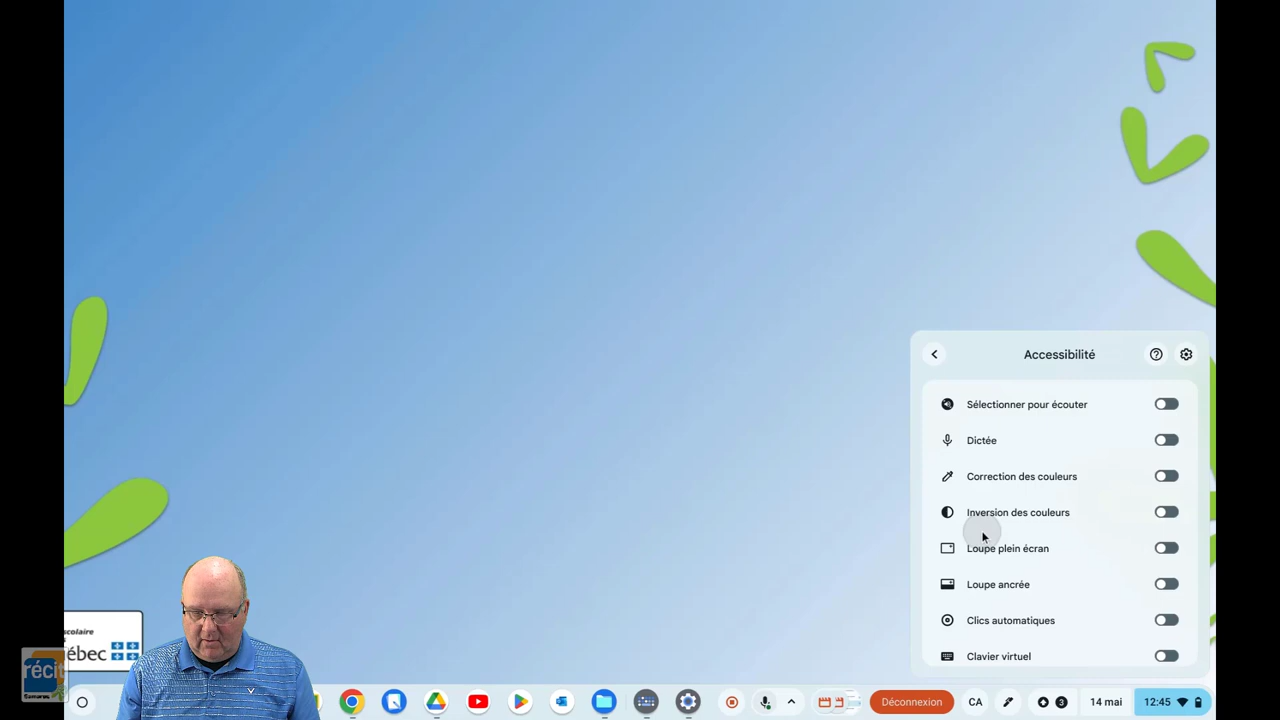 Accessibilité
Sélectionner pour écouter
Dictée
Correction des couleurs
Inversion des couleurs
Loupe plein écran
Loupe ancrée
Clics automatiques
Clavier virtuel
scolaire
ébec
récit
Samares
Déconnexion
CA
3
14 mai
12:45